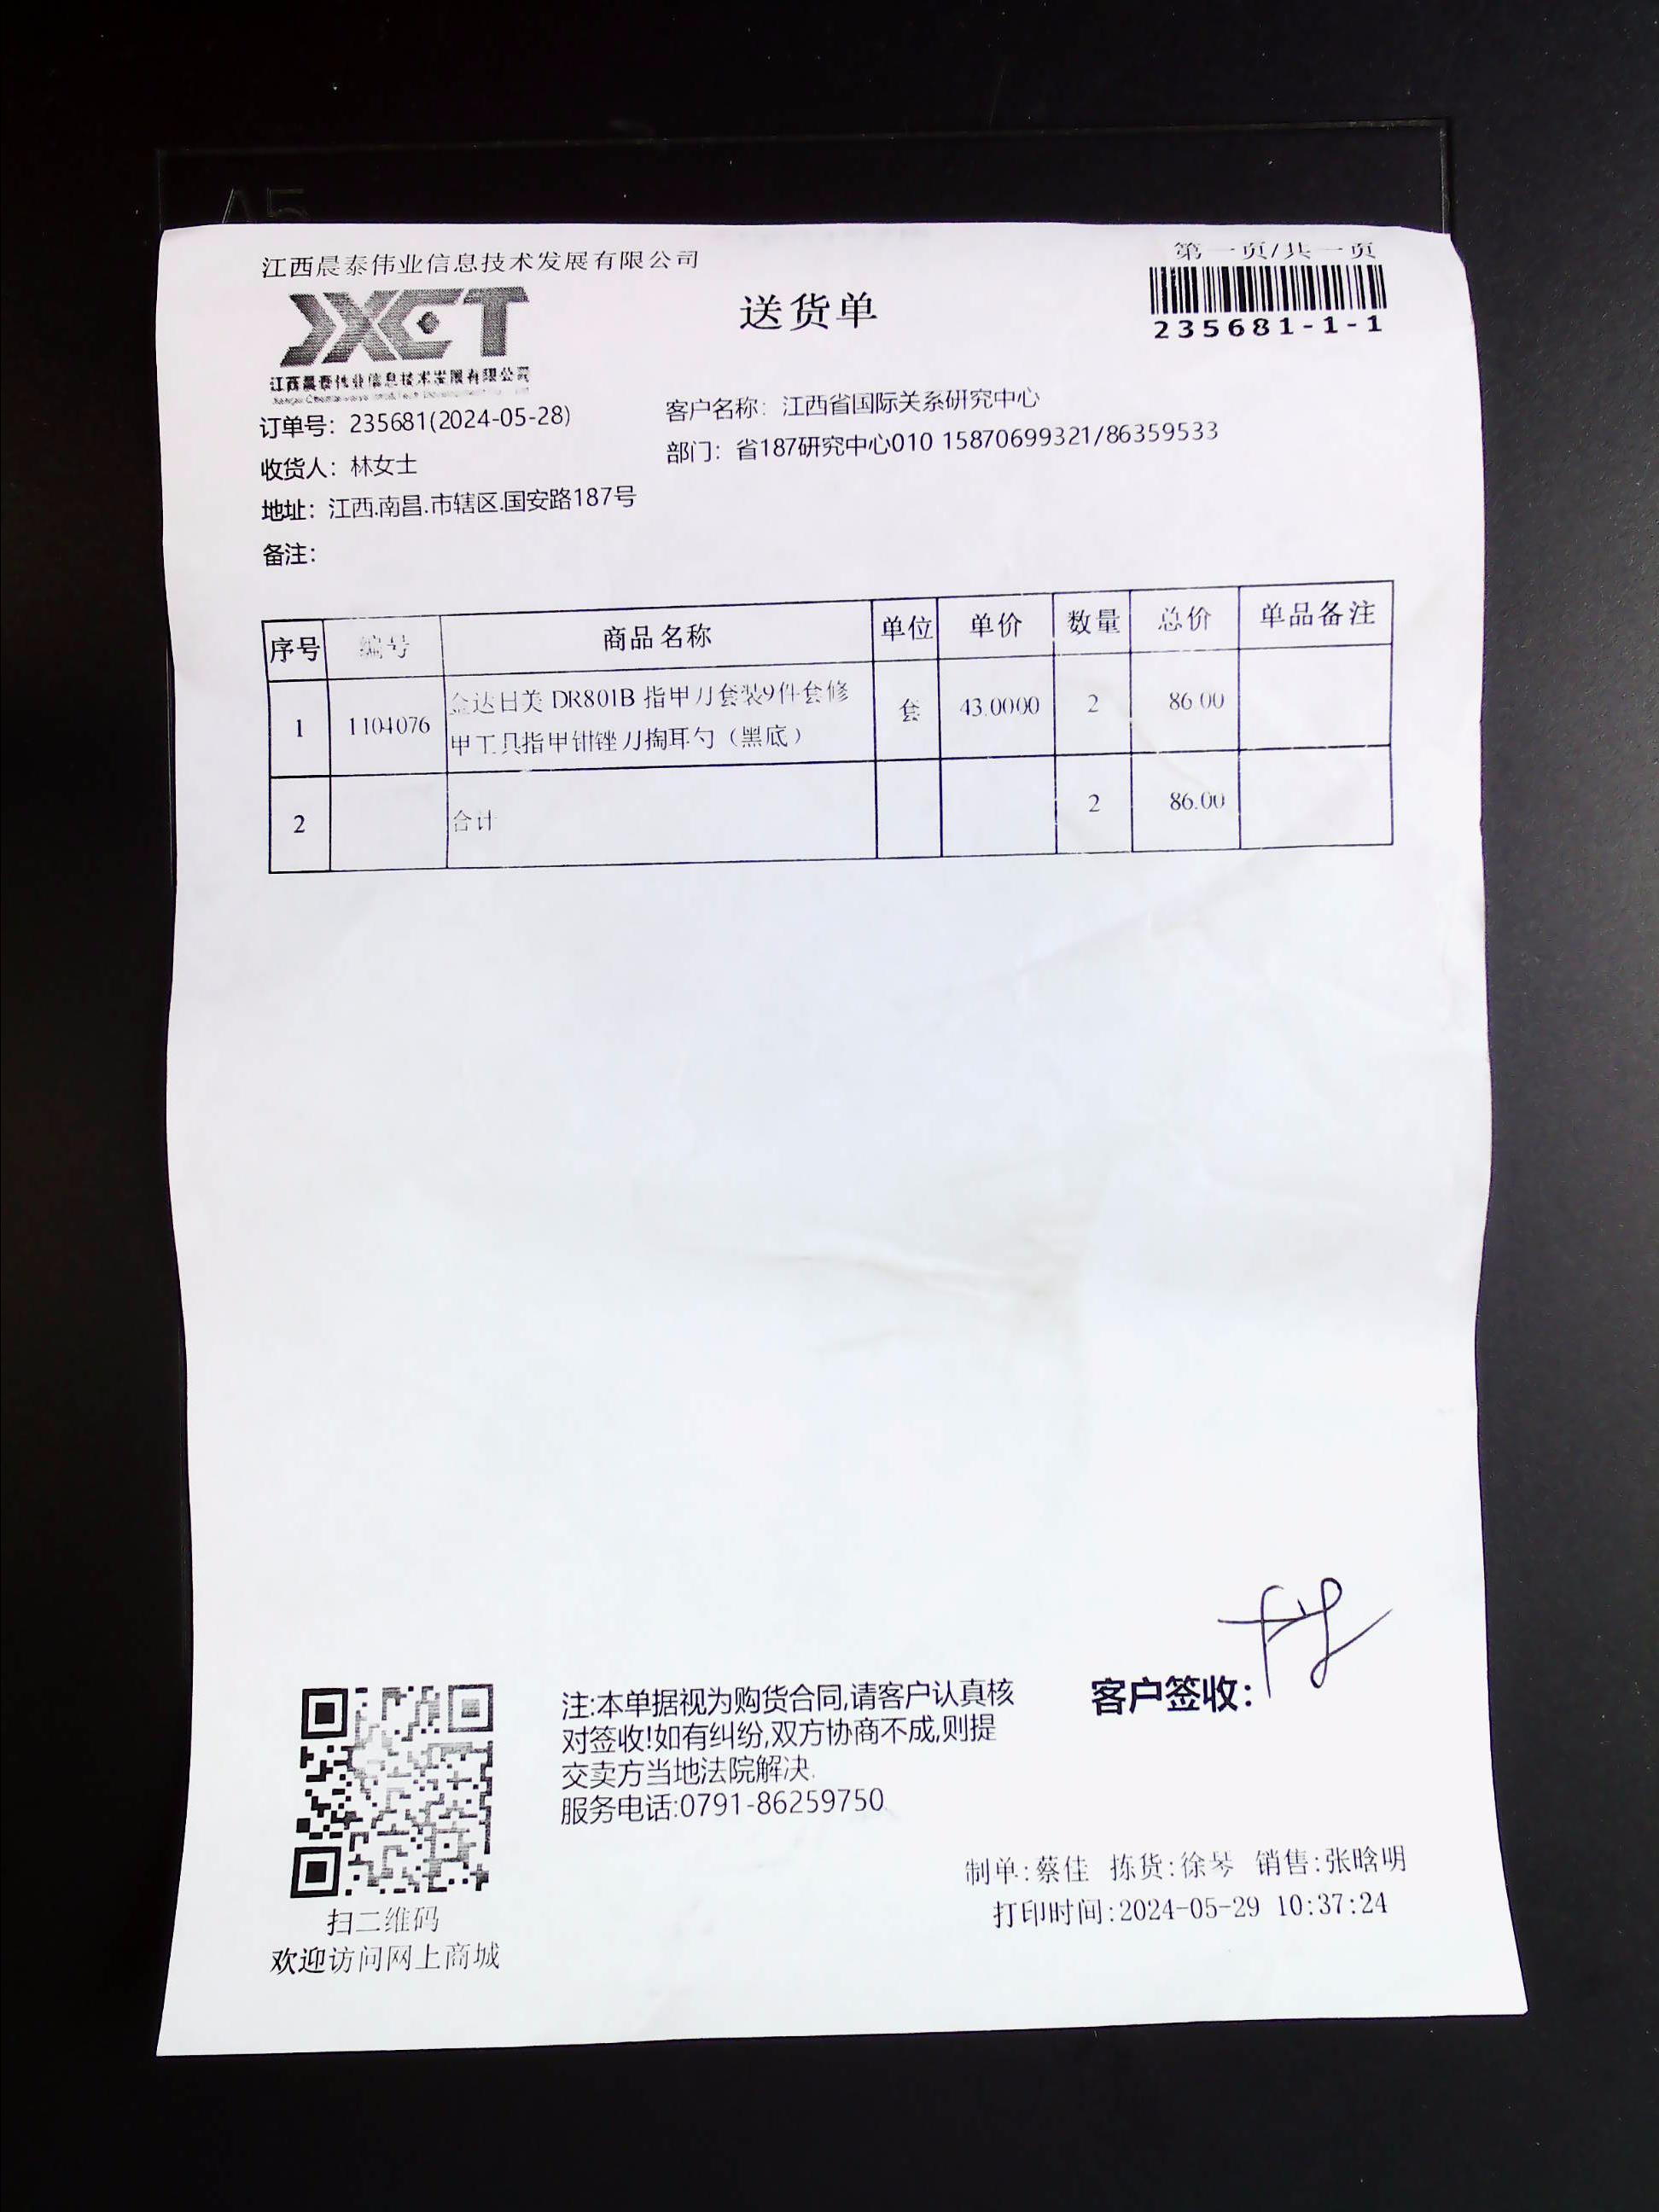 A5
江西晨泰伟业信息技术发展有限公司
第一页/共一页
JXCT
送货单
235681-1-1
江西晨泰伟业信息技术发展有限公司
订单号：235681(2024-05-28)
客户名称：江西省国际关系研究中心
收货人：林女士
部门：省187研究中心010 15870699321/86359533
地址：江西.南昌.市辖区.国安路187号
备注：
序号 编号 商品名称 单位 单价 数量 总价 单品备注
1 1104076 金达日美 DR801B 指甲刀套装9件套修 套 43.0000 2 86.00
甲工具指甲钳锉刀掏耳勺（黑底）
2 合计 2 86.00
注:本单据视为购货合同,请客户认真核
对签收!如有纠纷,双方协商不成,则提
交卖方当地法院解决.
服务电话:0791-86259750
客户签收：
制单:蔡佳 拣货:徐琴 销售:张晗明
打印时间:2024-05-29 10:37:24
扫二维码
欢迎访问网上商城